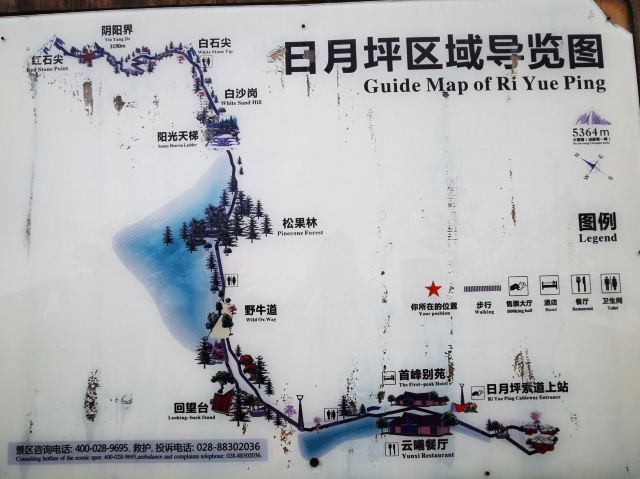 日月坪区域导览图
Guide Map of Ri Yue Ping
阴阳界
Yin Yang Jie
3190m
红石尖
Red Stone Point
白石尖
White Stone Tip
白沙岗
White Sand Hill
阳光天梯
Sunny Heaven Ladder
5364m
松果林
Pinecone Forest
图例
Legend
你所在的位置
Your position
步行
Walking
售票大厅
Booking hall
酒店
Hotel
餐厅
Restaurant
卫生间
Toilet
野牛道
Wild Ox Way
首峰别苑
The First-peak Hotel
日月坪索道上站
Ri Yue Ping Cableway Entrance
回望台
Looking-back Stand
云曦餐厅
Yunxi Restaurant
景区咨询电话: 400-028-9695, 救护, 投诉电话: 028-88302036
Consulting hotline of the scenic spot: 400-028-9695,ambulance and complaints telephone: 028-88302036.